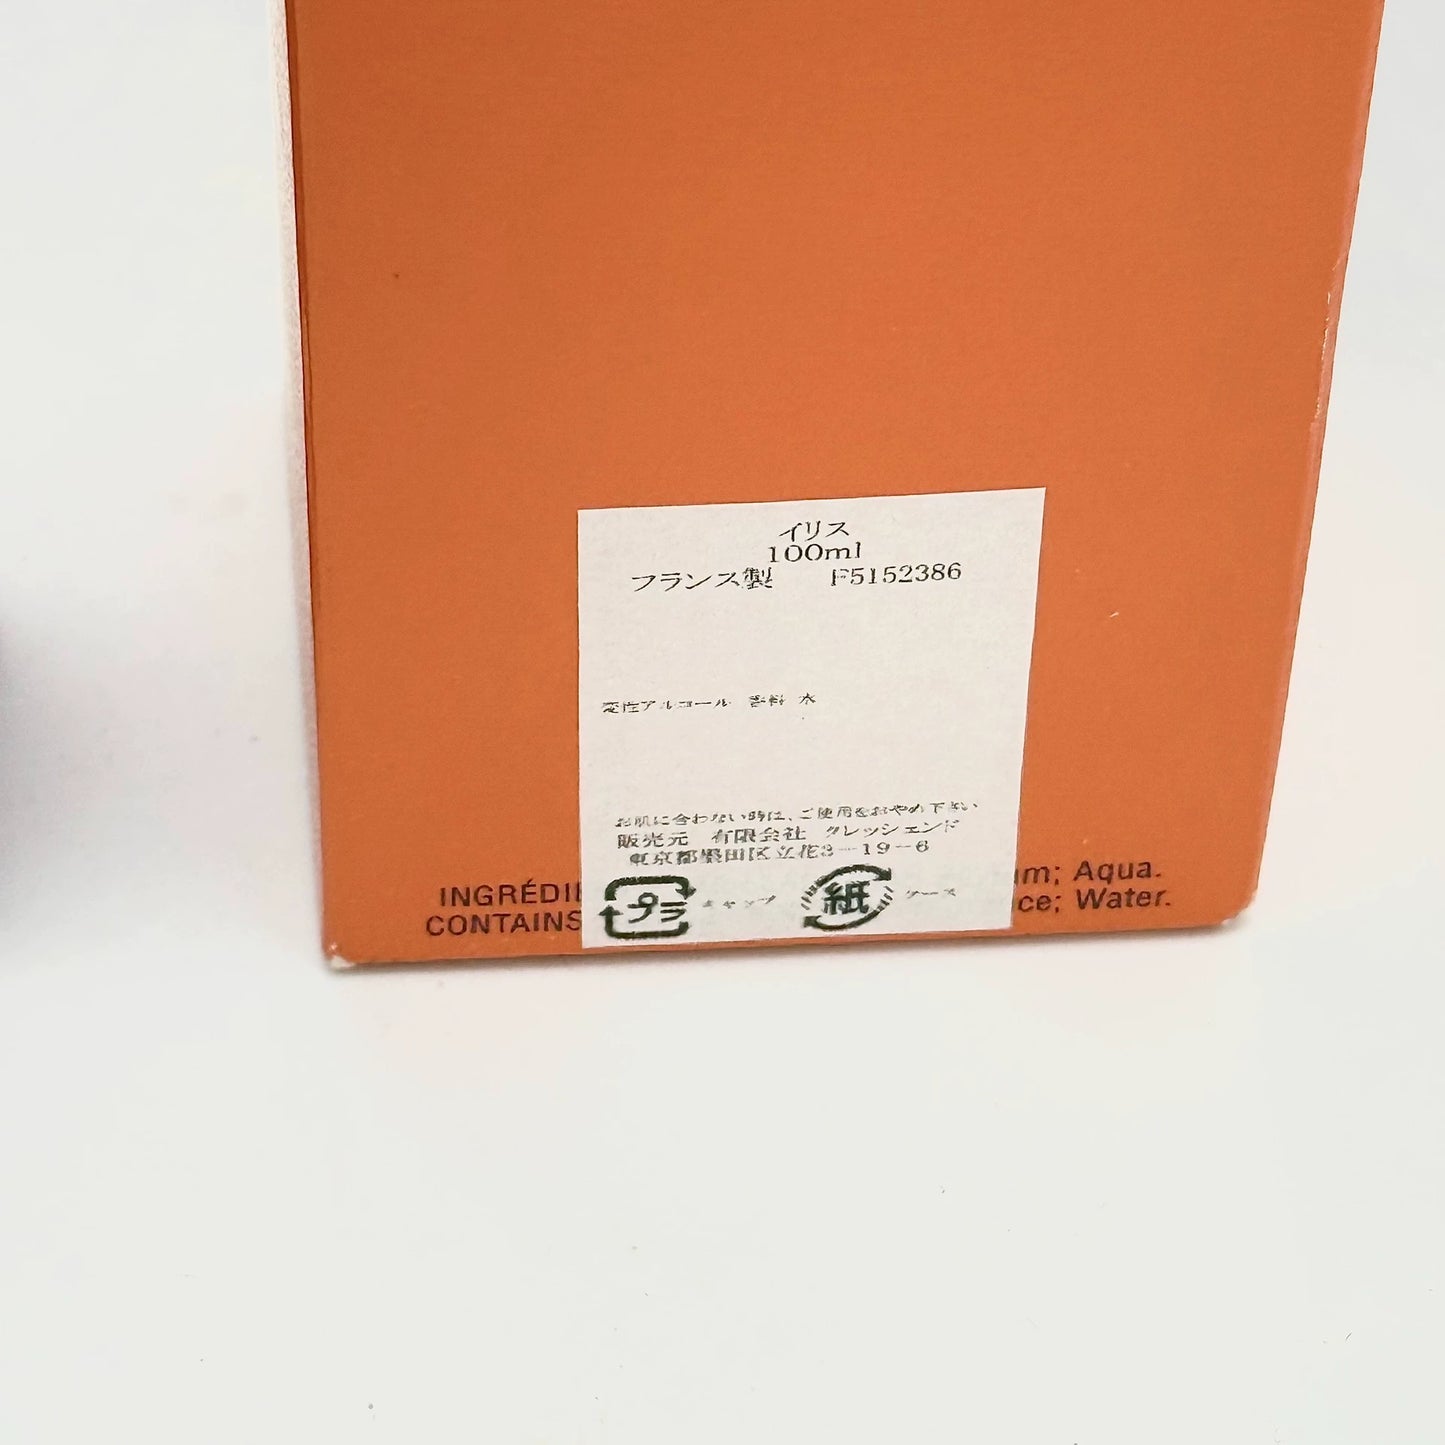 イリス
100ml
フランス製 F5152386
変性アルコール 香料 水
お肌に合わない時は、ご使用をおやめ下さい
販売元 有限会社 クレッシェンド
東京都墨田区立花3-19-6
プラ キャップ 紙 ケース
INGRÉDI
CONTAINS
um; Aqua.
ce; Water.